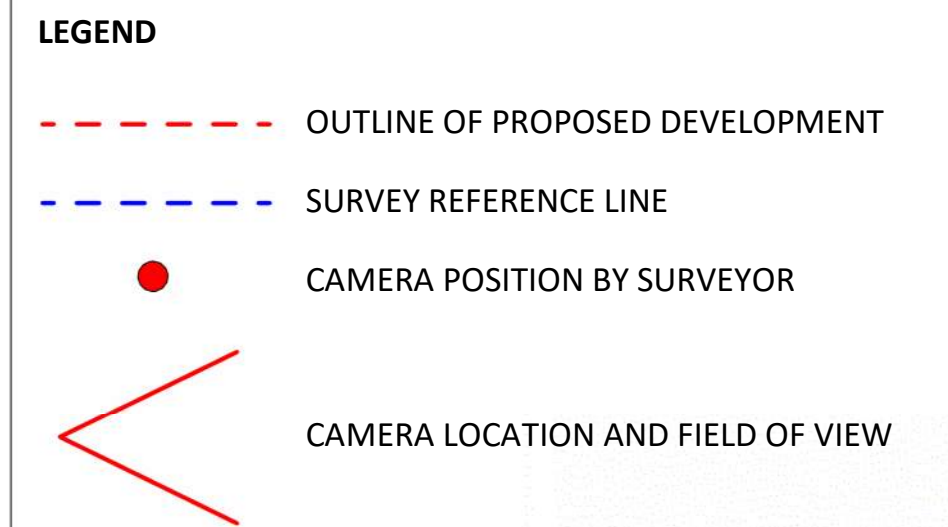 LEGEND
OUTLINE OF PROPOSED DEVELOPMENT
SURVEY REFERENCE LINE
CAMERA POSITION BY SURVEYOR
CAMERA LOCATION AND FIELD OF VIEW